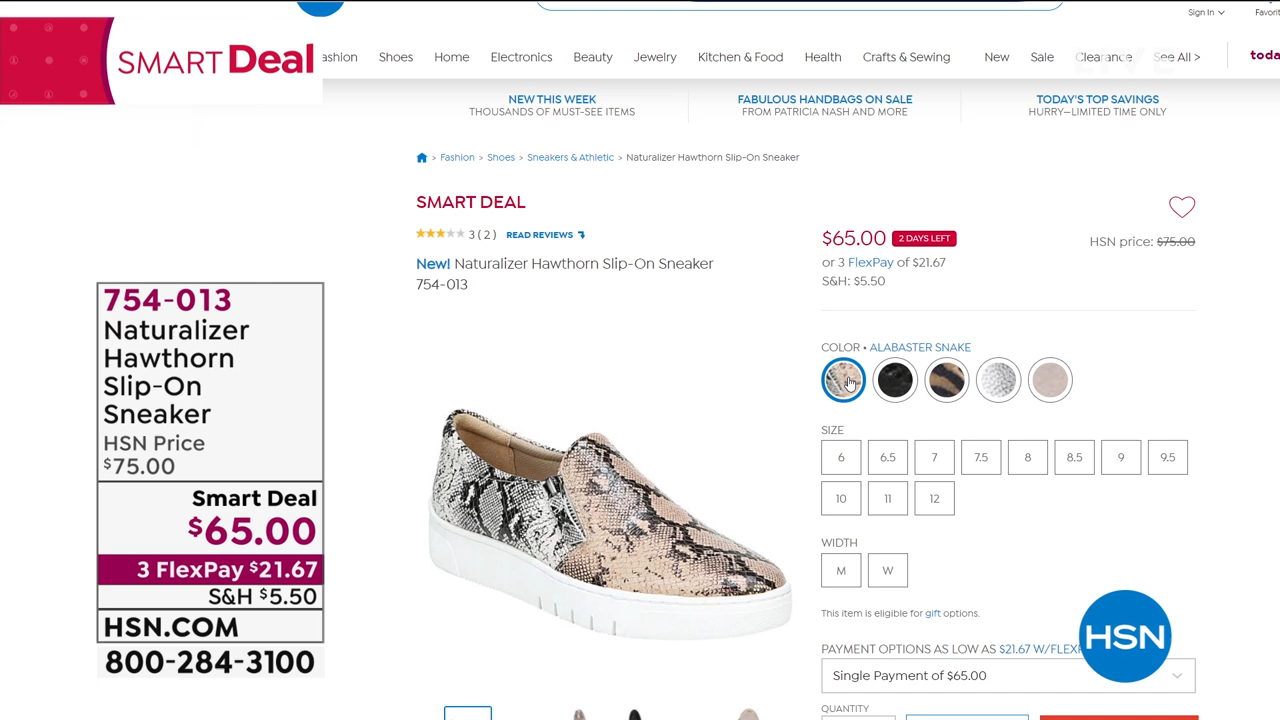 Sign In
SMART Deal
Shoes
Home
Electronics
Beauty
Jewelry
Kitchen & Food
Health
Crafts & Sewing
New
Sale
Clearance
See All >
NEW THIS WEEK
THOUSANDS OF MUST-SEE ITEMS
FABULOUS HANDBAGS ON SALE
FROM PATRICIA NASH AND MORE
TODAY'S TOP SAVINGS
HURRY—LIMITED TIME ONLY
> Fashion > Shoes > Sneakers & Athletic > Naturalizer Hawthorn Slip-On Sneaker
SMART DEAL
3 ( 2 ) READ REVIEWS
New! Naturalizer Hawthorn Slip-On Sneaker
754-013
$65.00 2 DAYS LEFT
HSN price: $75.00
or 3 FlexPay of $21.67
S&H: $5.50
COLOR • ALABASTER SNAKE
SIZE
6 6.5 7 7.5 8 8.5 9 9.5
10 11 12
WIDTH
M W
This item is eligible for gift options.
PAYMENT OPTIONS AS LOW AS $21.67 W/FLEX
Single Payment of $65.00
QUANTITY
754-013
Naturalizer
Hawthorn
Slip-On
Sneaker
HSN Price
$75.00
Smart Deal
$65.00
3 FlexPay $21.67
S&H $5.50
HSN.COM
800-284-3100
HSN